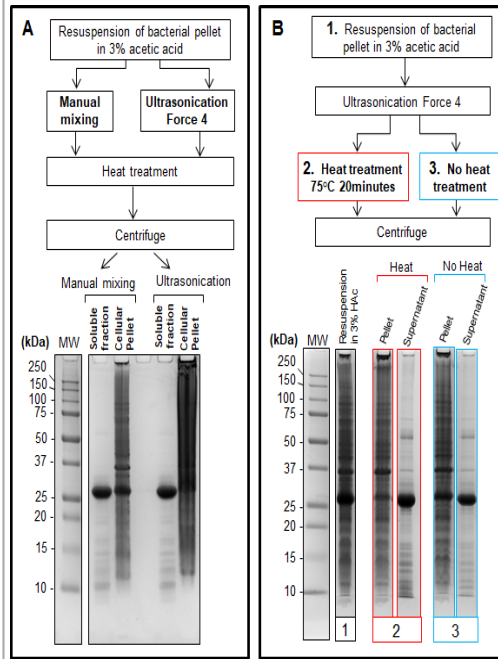 A
Resuspension of bacterial pellet
in 3% acetic acid
Manual
mixing
Ultrasonication
Force 4
Heat treatment
Centrifuge
Manual mixing
Ultrasonication
Soluble
fraction
Cellular
Pellet
Soluble
fraction
Cellular
Pellet
(kDa)
MW
250
150
100
75
50
37
25
20
15
10
B
1. Resuspension of bacterial
pellet in 3% acetic acid
Ultrasonication Force 4
2. Heat treatment
75ºC 20minutes
3. No heat
treatment
Centrifuge
Heat
No Heat
Resuspension
in 3% HAc
Pellet
Supernatant
Pellet
Supernatant
(kDa)
MW
250
150
100
75
50
37
25
20
15
10
1
2
3